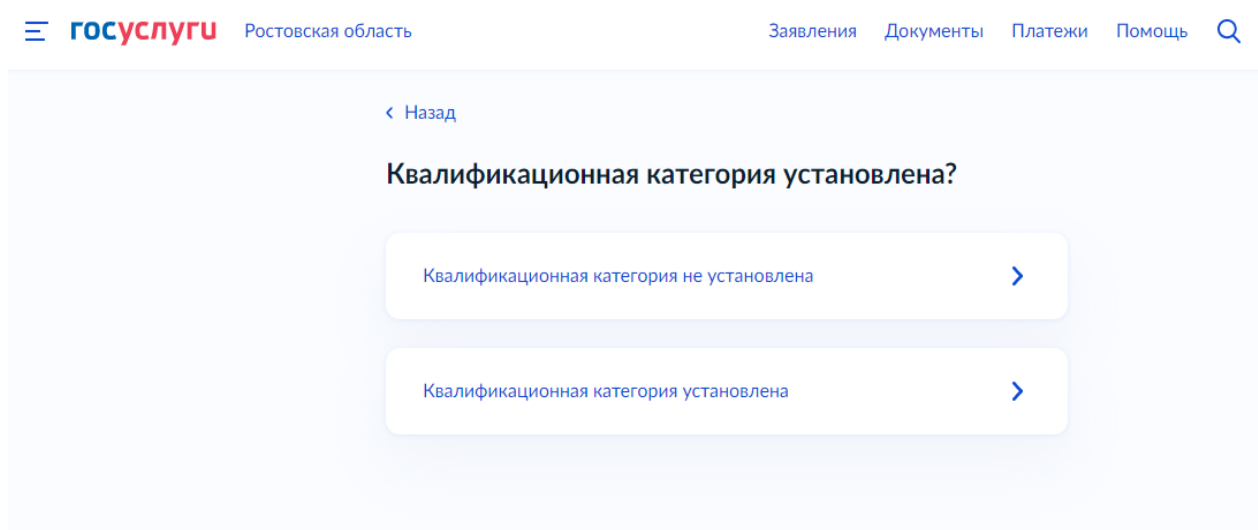 госуслуги Ростовская область Заявления Документы Платежи Помощь
Назад
Квалификационная категория установлена?
Квалификационная категория не установлена
Квалификационная категория установлена